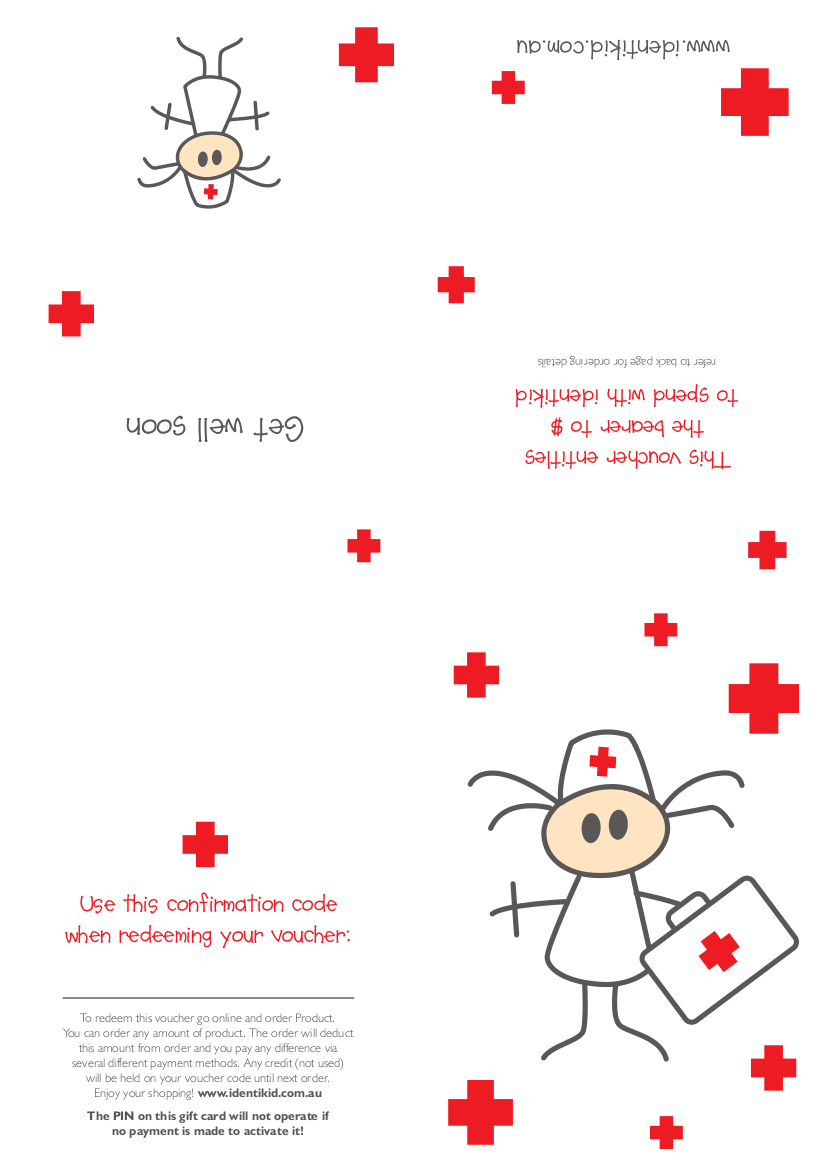 www.identikid.com.au
Get well soon
This voucher entitles
the bearer to $
to spend with identikid
refer to back page for ordering details
Use this confirmation code
when redeeming your voucher:
To redeem this voucher go online and order Product.
You can order any amount of product. The order will deduct
this amount from order and you pay any difference via
several different payment methods. Any credit (not used)
will be held on your voucher code until next order.
Enjoy your shopping! www.identikid.com.au
The PIN on this gift card will not operate if
no payment is made to activate it!